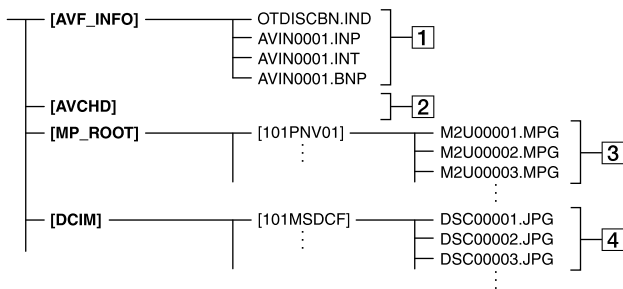 [AVF_INFO] OTDISCBN.IND
AVIN0001.INP
AVIN0001.INT
AVIN0001.BNP
1
[AVCHD] 2
[MP_ROOT] [101PNV01] M2U00001.MPG
M2U00002.MPG
M2U00003.MPG
3
[DCIM] [101MSDCF] DSC00001.JPG
DSC00002.JPG
DSC00003.JPG
4